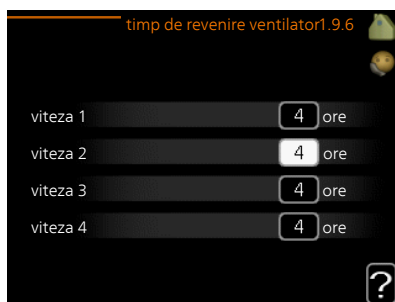 timp de revenire ventilator1.9.6
viteza 1 4 ore
viteza 2 4 ore
viteza 3 4 ore
viteza 4 4 ore
?